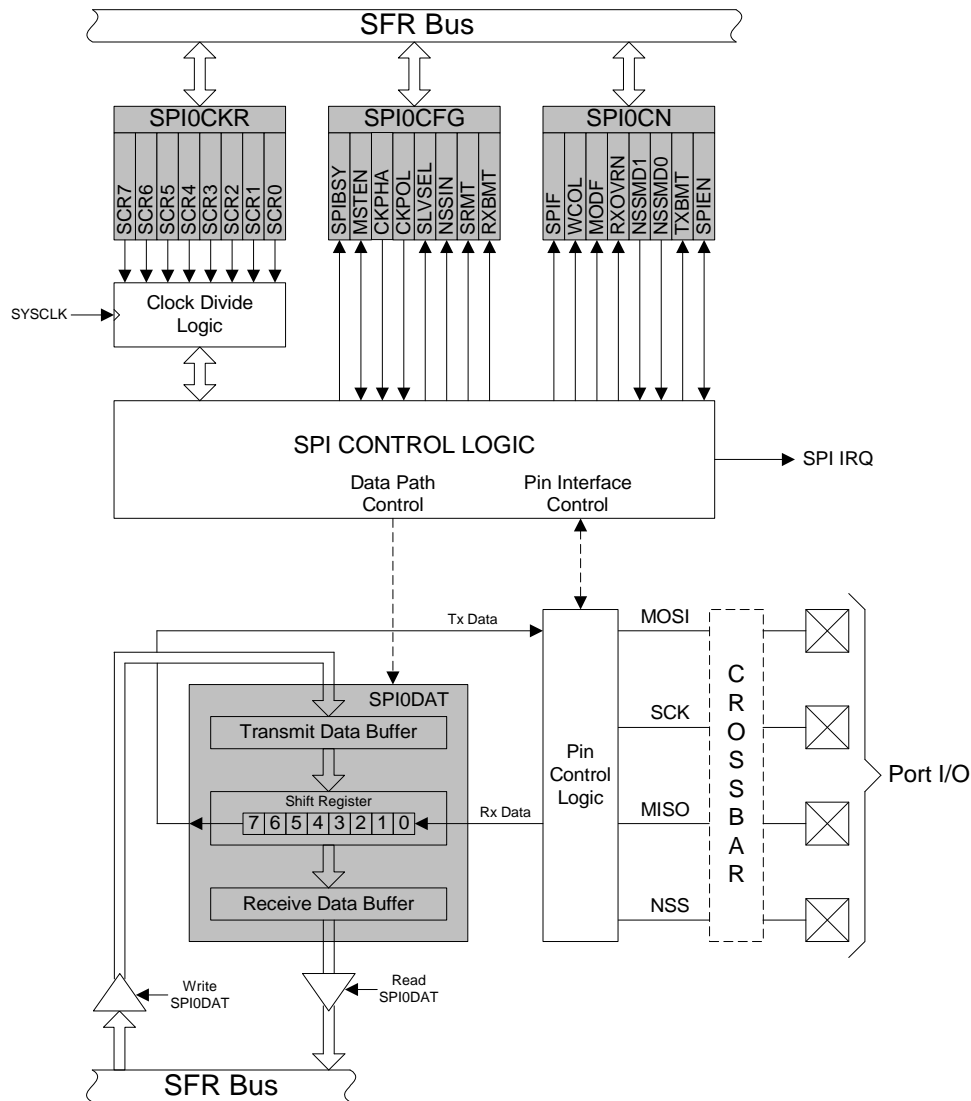 SFR Bus
SPI0CKR
SPI0CFG
SPI0CN
SCR7
SCR6
SCR5
SCR4
SCR3
SCR2
SCR1
SCR0
SPIBSY
MSTEN
CKPHA
CKPOL
SLVSEL
NSSIN
SRMT
RXBMT
SPIF
WCOL
MODF
RXOVRN
NSSMD1
NSSMD0
TXBMT
SPIEN
SYSCLK
Clock Divide
Logic
SPI CONTROL LOGIC
SPI IRQ
Data Path
Control
Pin Interface
Control
Tx Data
MOSI
SPI0DAT
Transmit Data Buffer
SCK
Shift Register
7 6 5 4 3 2 1 0
Rx Data
Pin
Control
Logic
MISO
CROSSBAR
Port I/O
Receive Data Buffer
NSS
Write
SPI0DAT
Read
SPI0DAT
SFR Bus